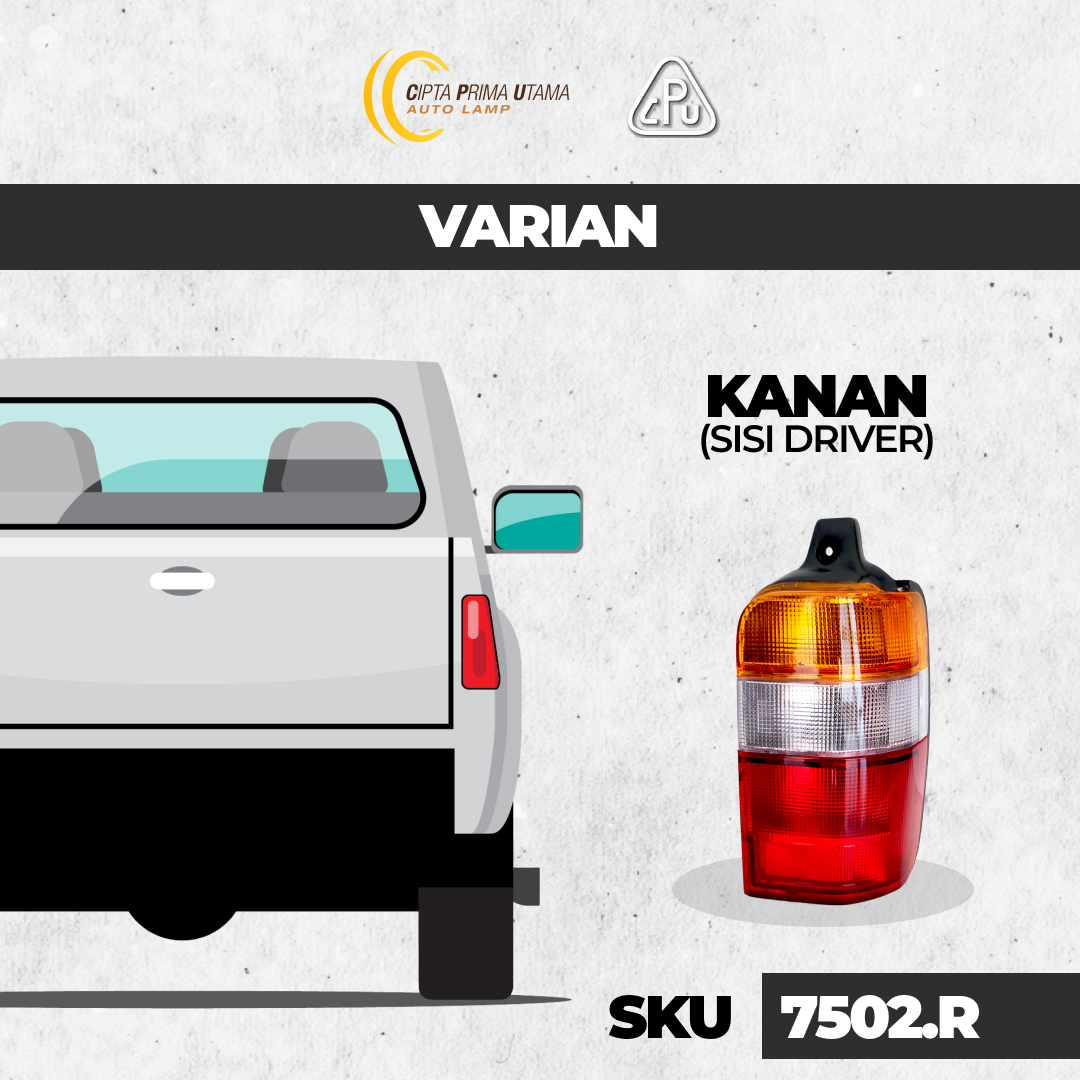 CIPTA PRIMA UTAMA
AUTO LAMP
CPU
VARIAN
KANAN
(SISI DRIVER)
SKU 7502.R